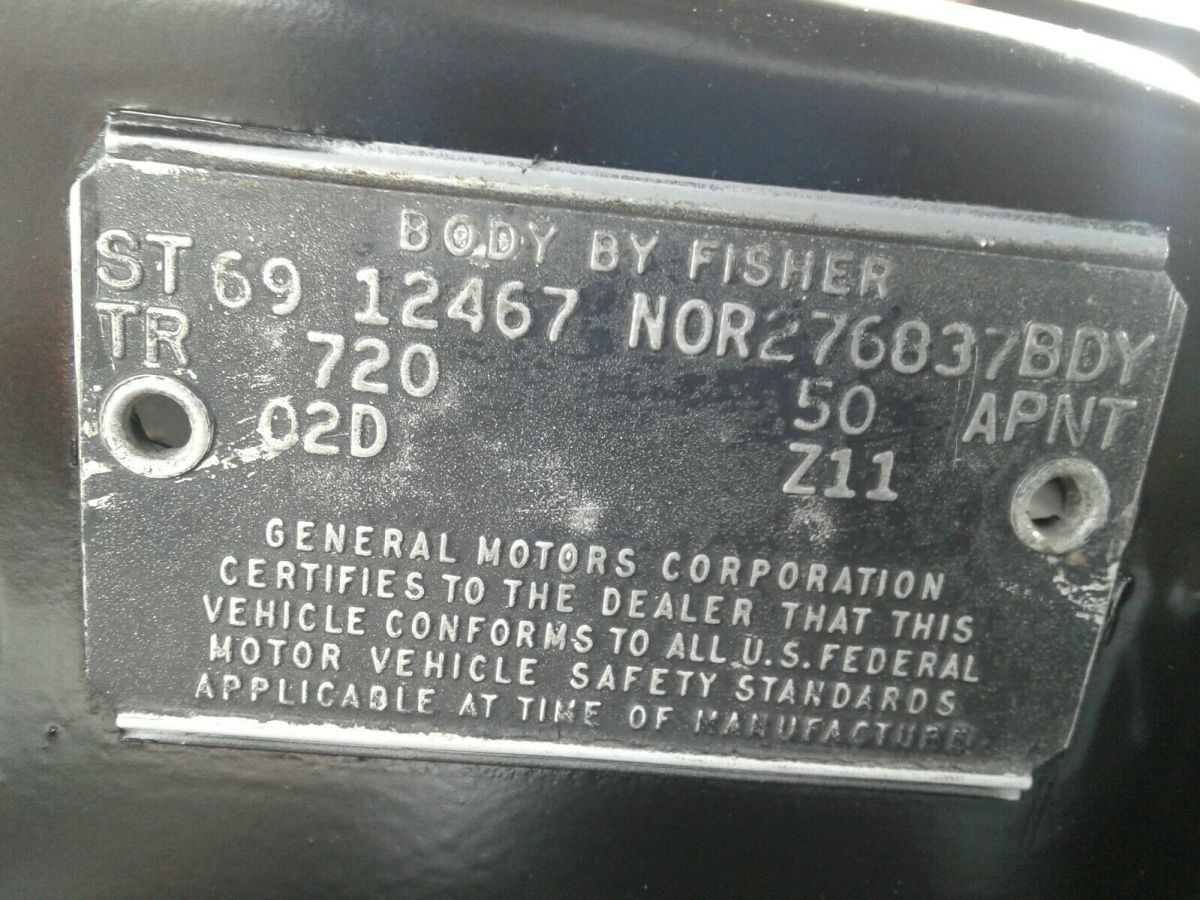 BODY BY FISHER
ST 69 12467 NOR276837BDY
TR 720 50 APNT
02D Z11
GENERAL MOTORS CORPORATION
CERTIFIES TO THE DEALER THAT THIS
VEHICLE CONFORMS TO ALL U.S. FEDERAL
MOTOR VEHICLE SAFETY STANDARDS
APPLICABLE AT TIME OF MANUFACTURE